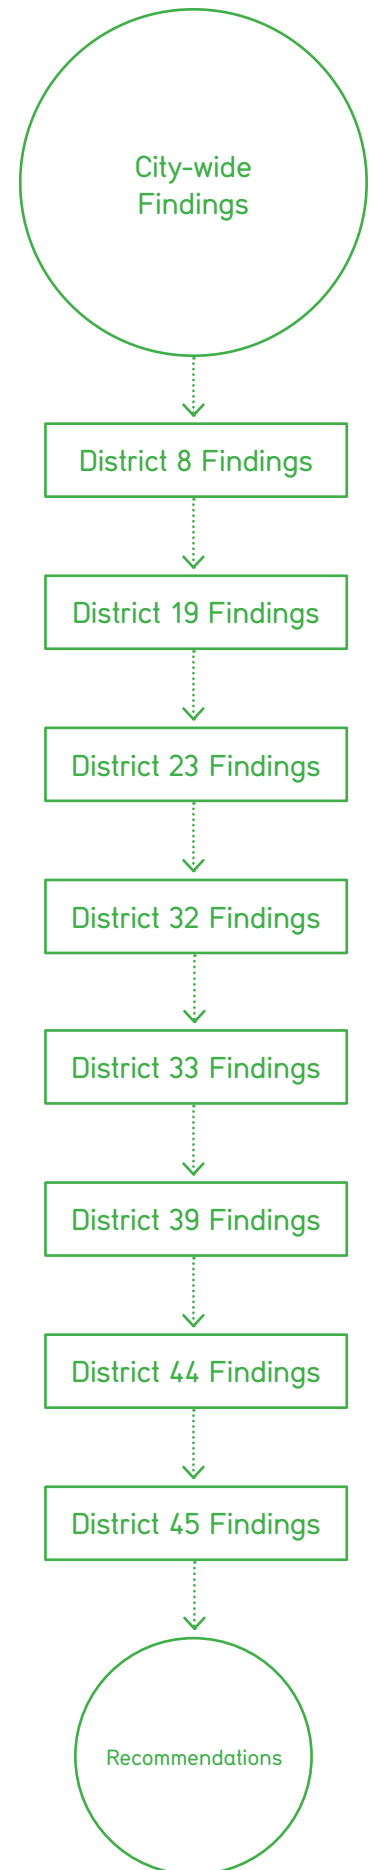 City-wide
Findings
District 8 Findings
District 19 Findings
District 23 Findings
District 32 Findings
District 33 Findings
District 39 Findings
District 44 Findings
District 45 Findings
Recommendations